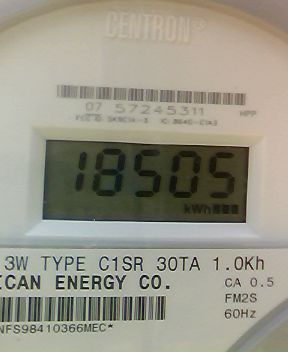 CENTRON®
07 57245311 HPP
18505
kWh
3W TYPE C1SR 30TA 1.0Kh
ICAN ENERGY CO. CA 0.5
FM2S
NFS98410366MEC* 60Hz